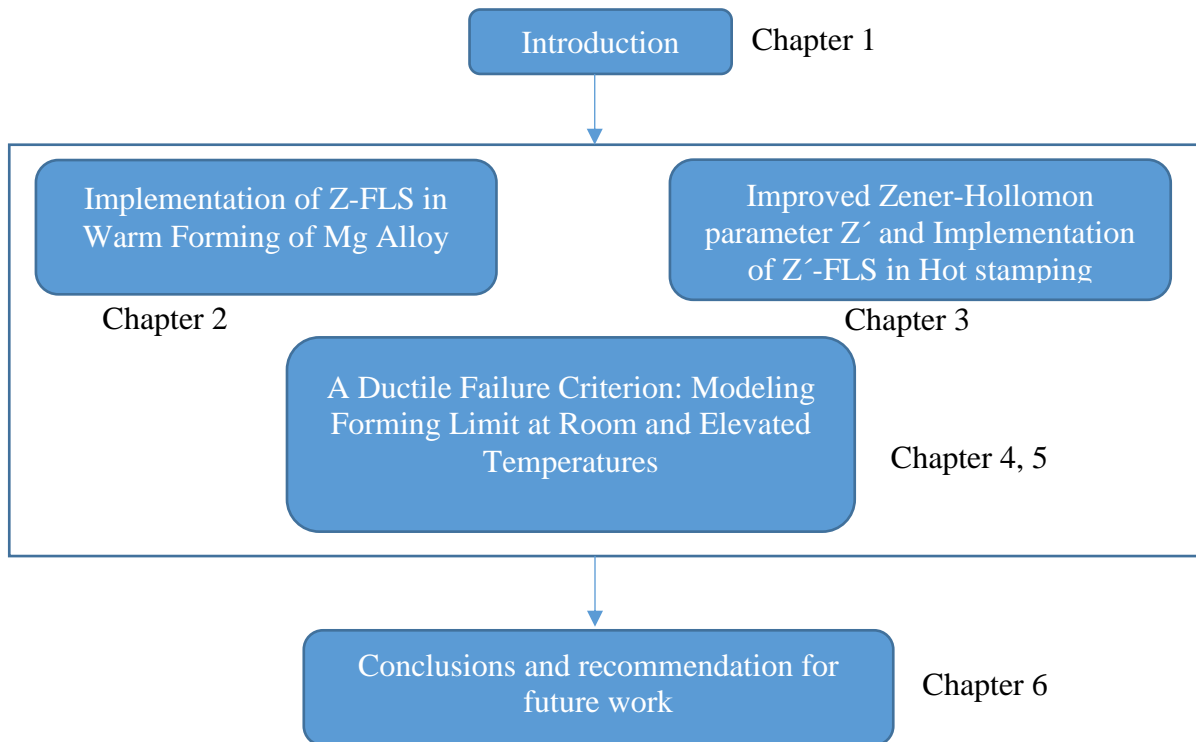 Introduction
Chapter 1
Implementation of Z-FLS in
Warm Forming of Mg Alloy
Chapter 2
Improved Zener-Hollomon
parameter Z´ and Implementation
of Z´-FLS in Hot stamping
Chapter 3
A Ductile Failure Criterion: Modeling
Forming Limit at Room and Elevated
Temperatures
Chapter 4, 5
Conclusions and recommendation for
future work
Chapter 6